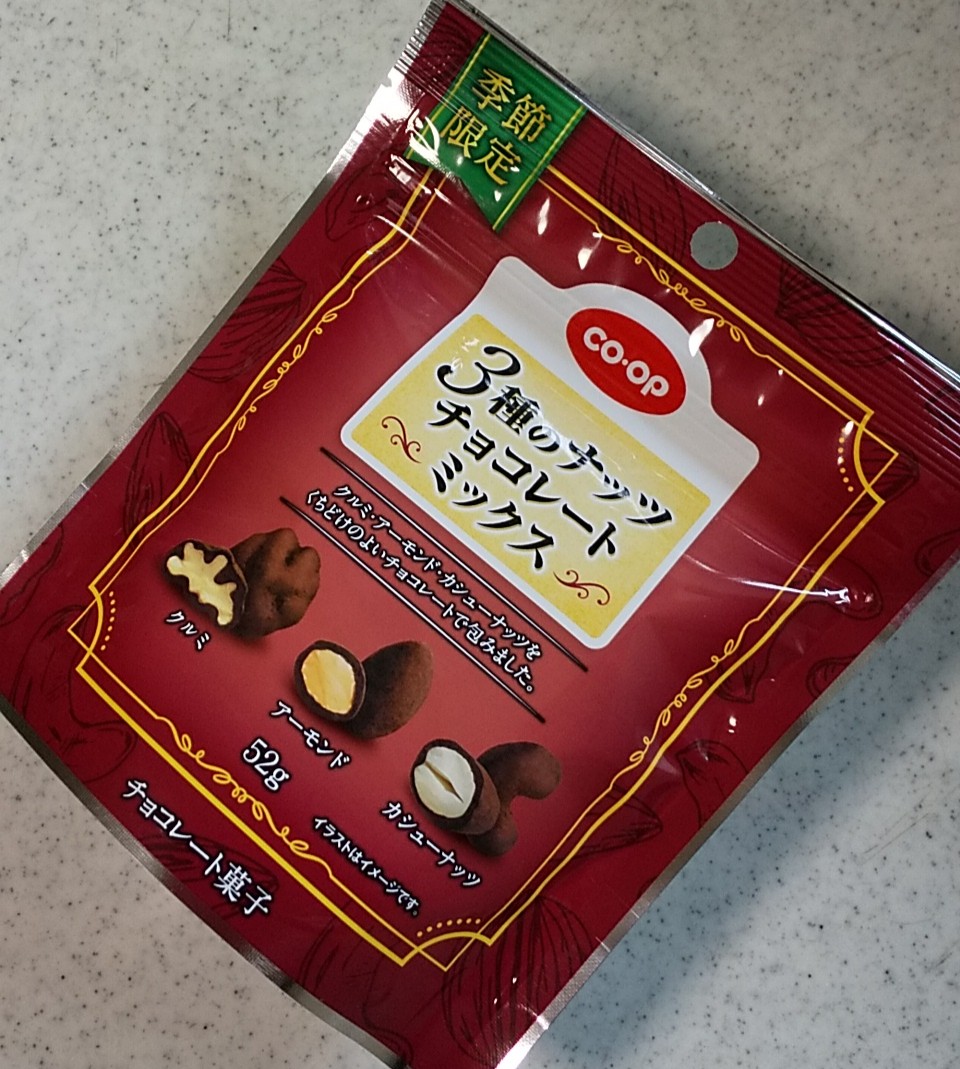 季節
限定
CO・OP
3種のナッツ
チョコレート
ミックス
クルミ・アーモンド・カシューナッツを
くちどけのよいチョコレートで包みました。
クルミ
アーモンド
カシューナッツ
52g
イラストはイメージです。
チョコレート菓子